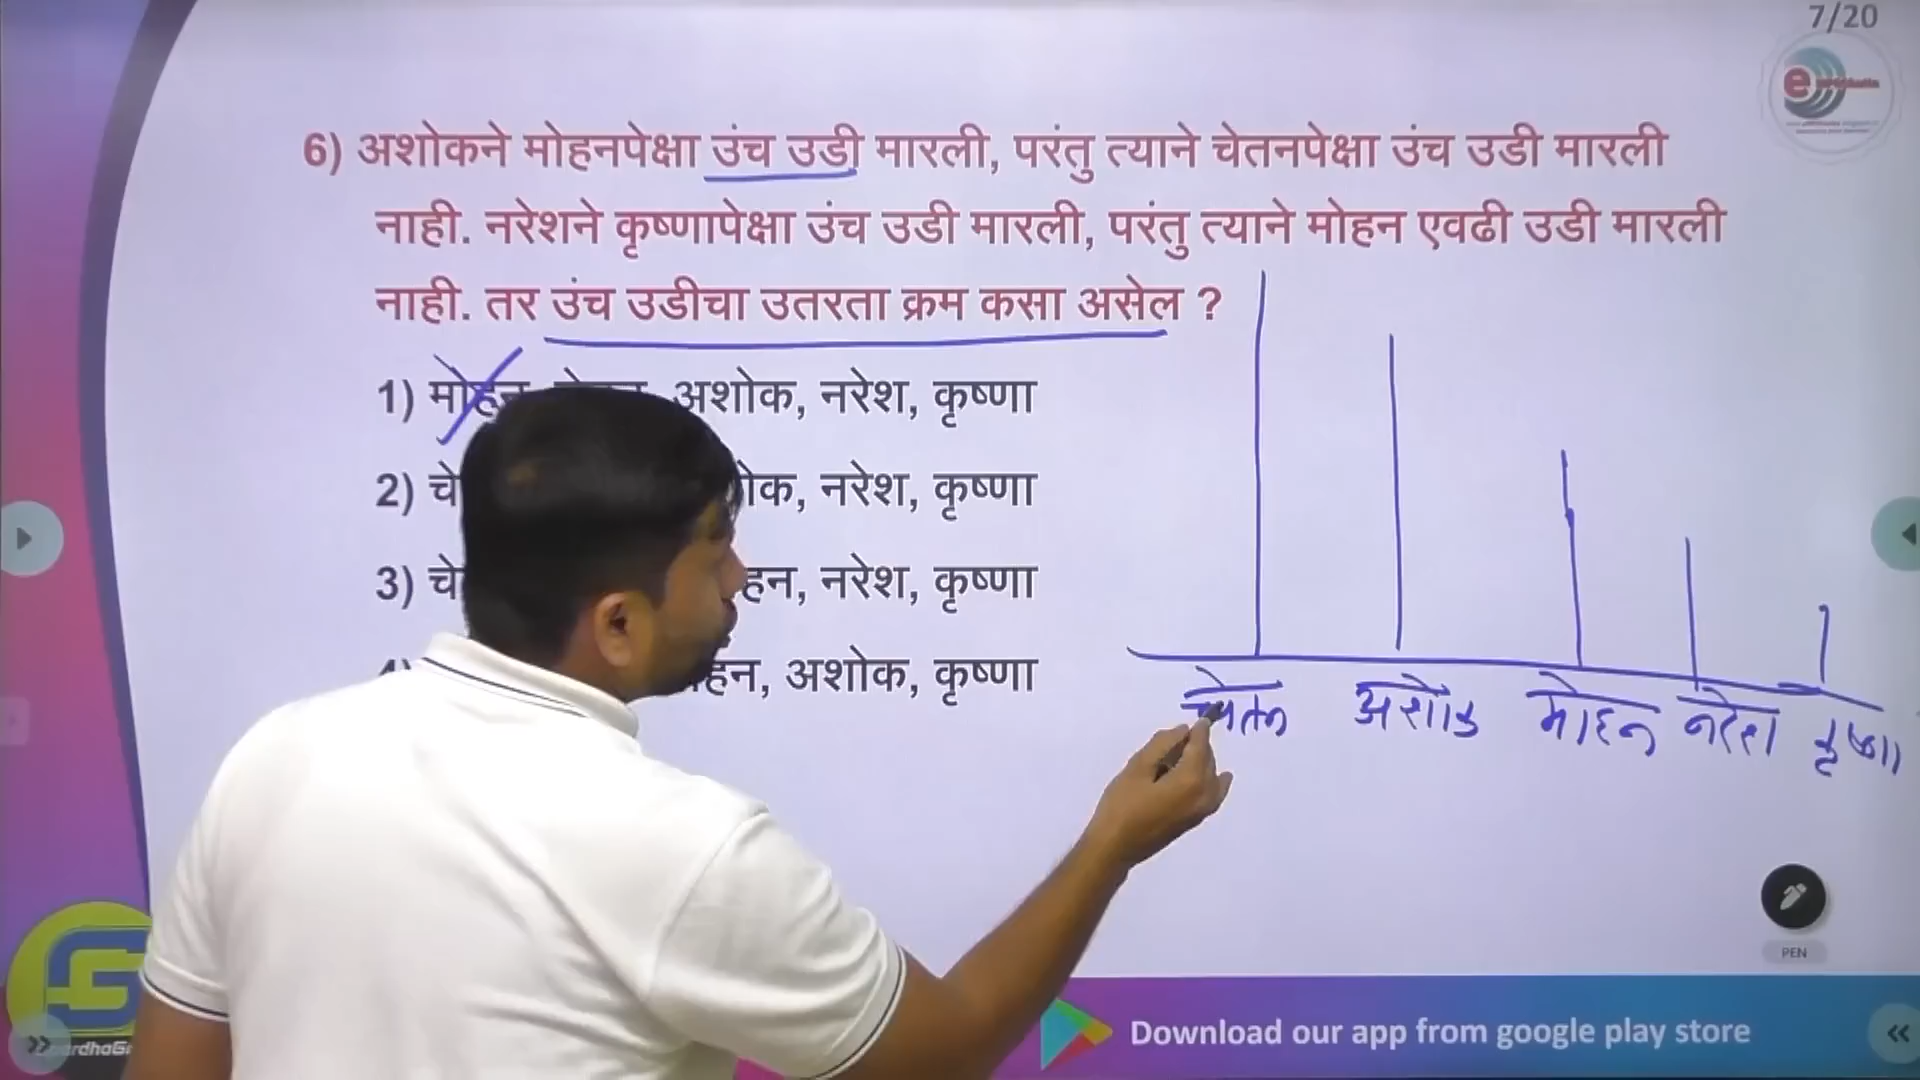 7/20
6) अशोकने मोहनपेक्षा उंच उडी मारली, परंतु त्याने चेतनपेक्षा उंच उडी मारली
नाही. नरेशने कृष्णापेक्षा उंच उडी मारली, परंतु त्याने मोहन एवढी उडी मारली
नाही. तर उंच उडीचा उतरता क्रम कसा असेल ?
1) मोहन, अशोक, नरेश, कृष्णा
2) नरेश, कृष्णा
3) नरेश, कृष्णा
अशोक, कृष्णा
चेतन अशोक मोहन नरेश कृष्णा
PEN
Download our app from google play store